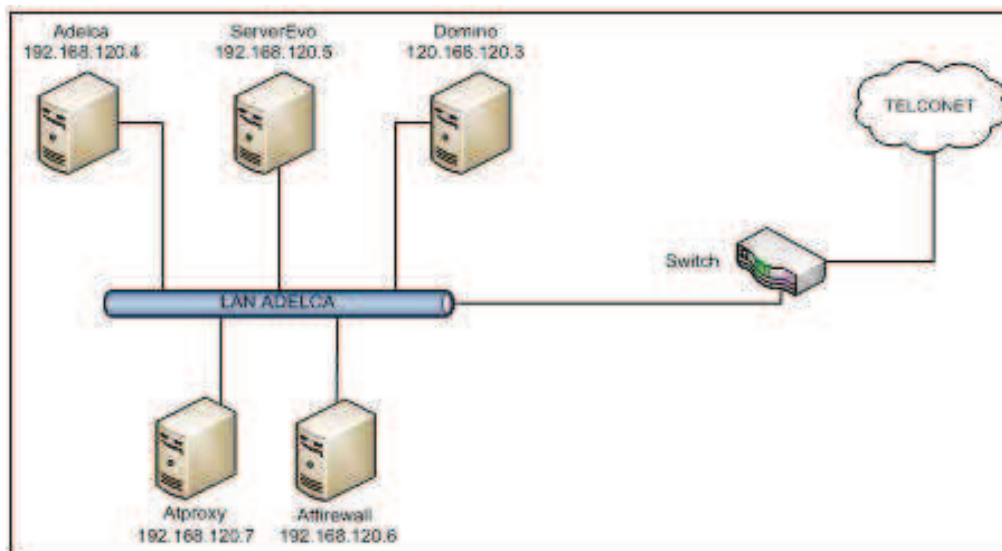 Adelca
192.168.120.4
ServerEvo
192.168.120.5
Domino
120.168.120.3
TELCONET
Switch
LAN ADELCA
Atproxy
192.168.120.7
Atfirewall
192.168.120.6